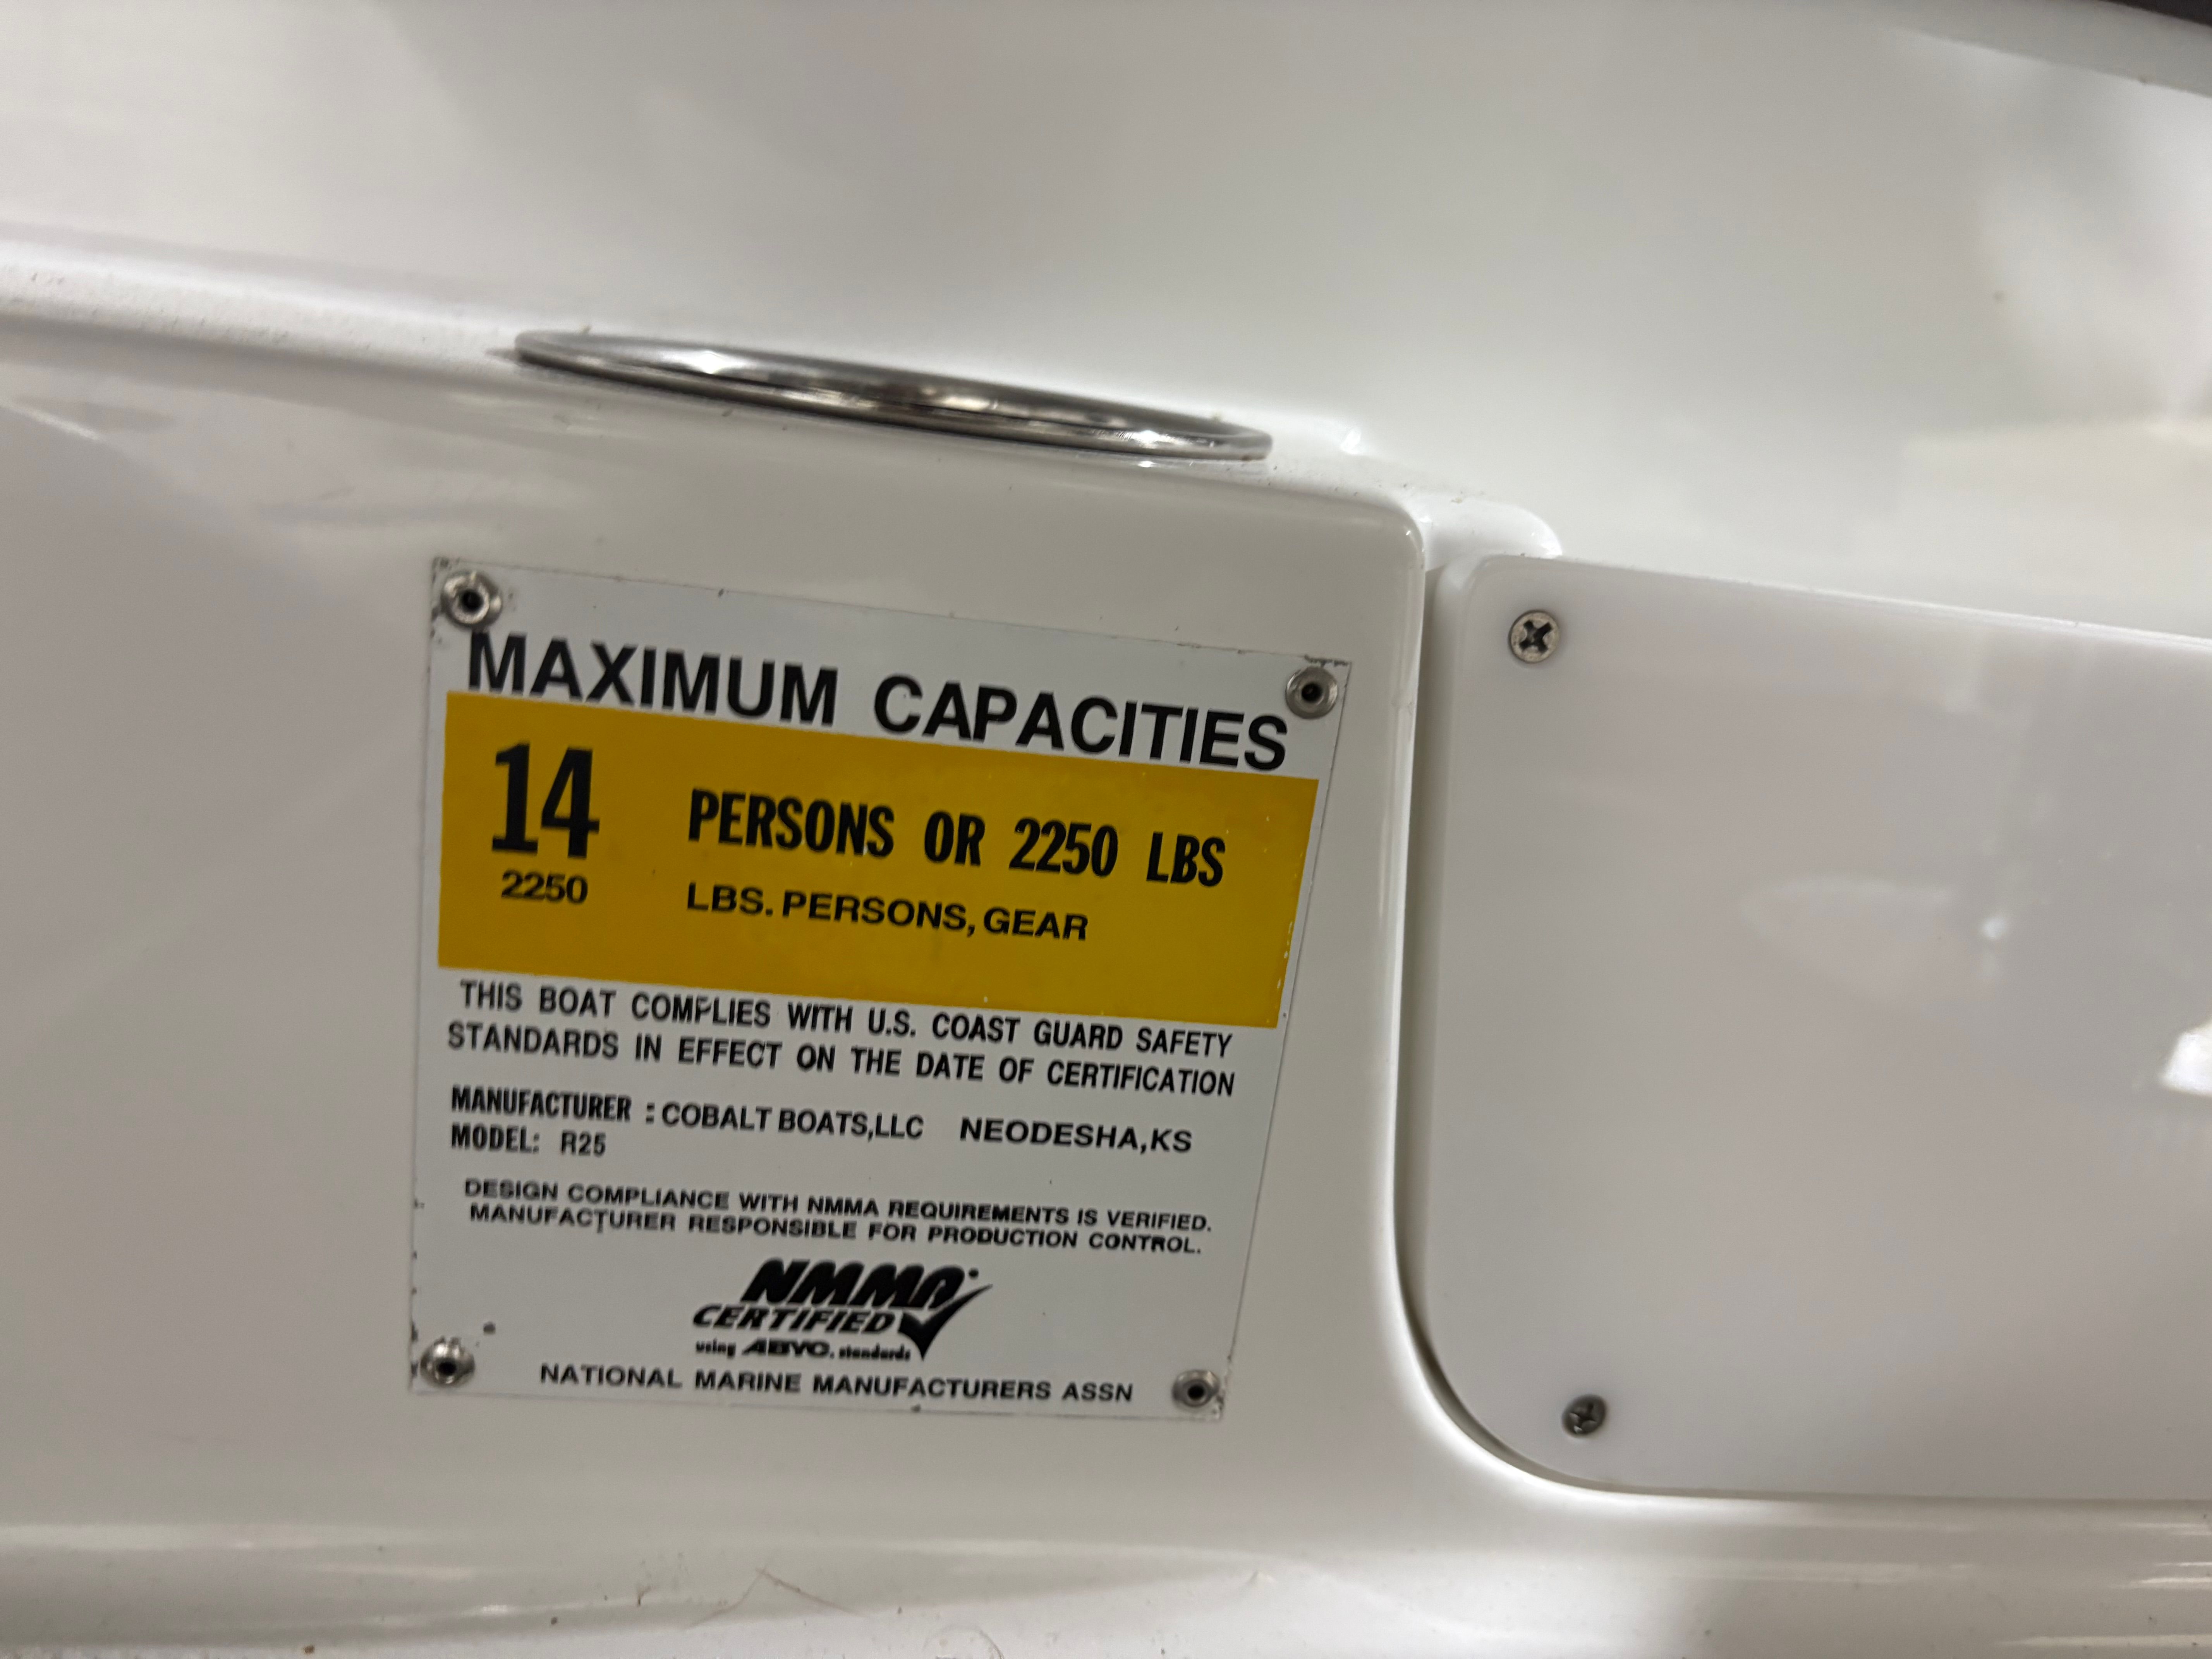 MAXIMUM CAPACITIES
14 PERSONS OR 2250 LBS
2250 LBS. PERSONS, GEAR
THIS BOAT COMPLIES WITH U.S. COAST GUARD SAFETY
STANDARDS IN EFFECT ON THE DATE OF CERTIFICATION
MANUFACTURER : COBALT BOATS,LLC NEODESHA,KS
MODEL: R25
DESIGN COMPLIANCE WITH NMMA REQUIREMENTS IS VERIFIED.
MANUFACTURER RESPONSIBLE FOR PRODUCTION CONTROL.
NMMA
CERTIFIED
using ABYC. standards
NATIONAL MARINE MANUFACTURERS ASSN